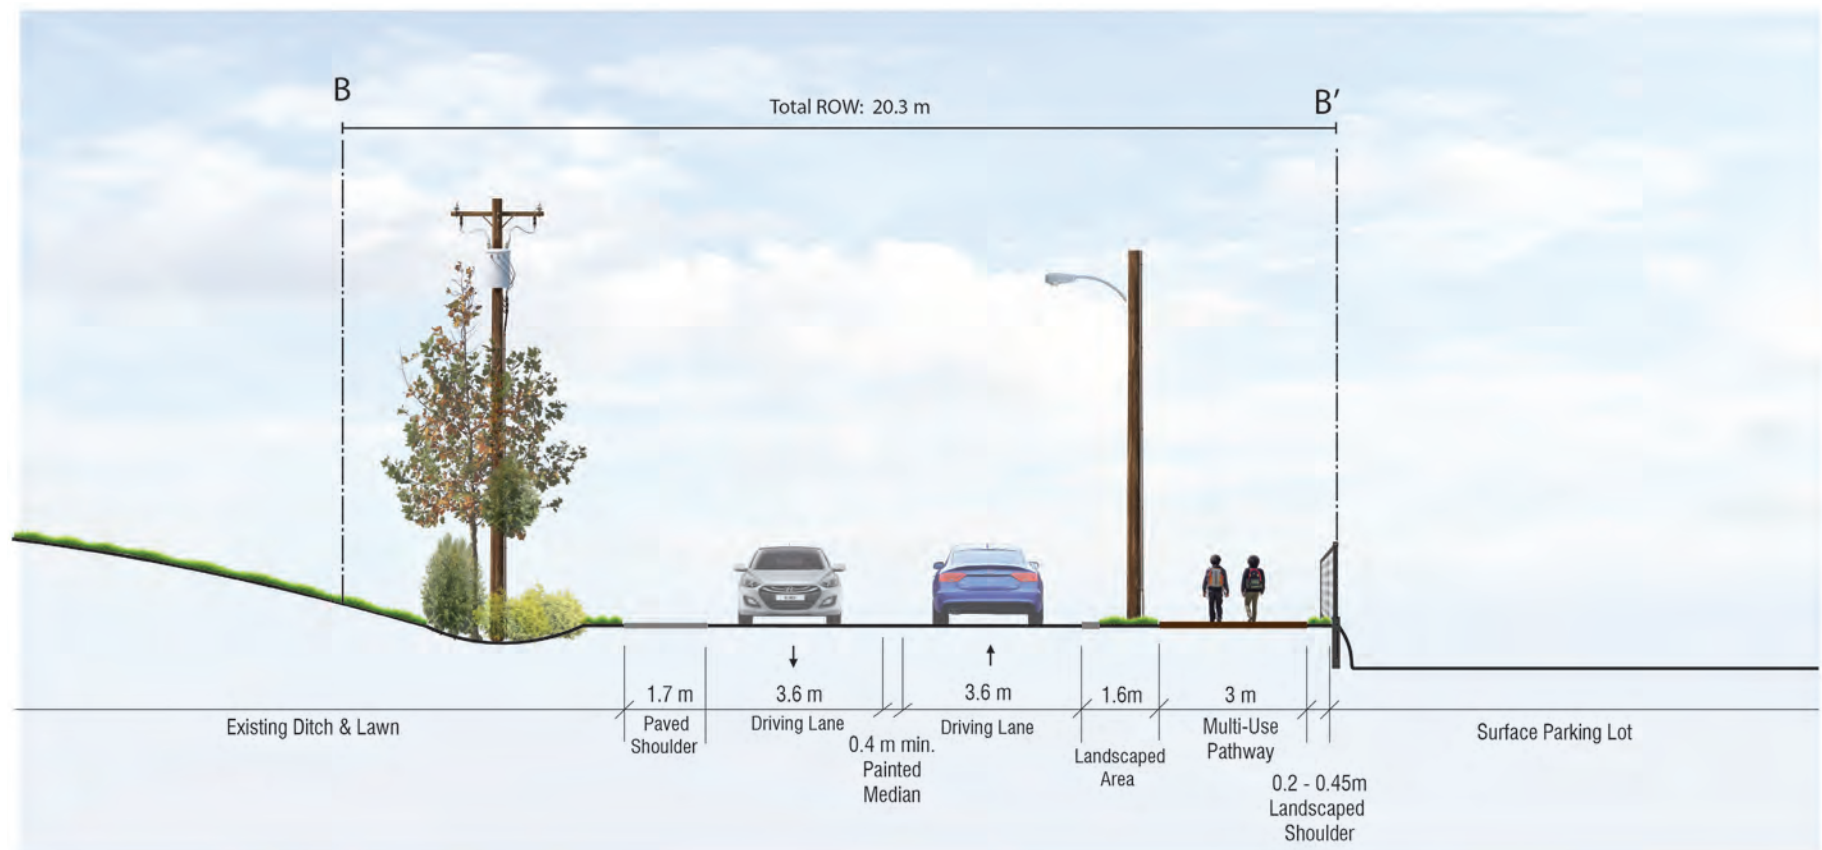 B
B′
Total ROW: 20.3 m
1.7 m
3.6 m
3.6 m
1.6m
3 m
Existing Ditch & Lawn
Paved
Shoulder
Driving Lane
0.4 m min.
Painted
Median
Driving Lane
Landscaped
Area
Multi-Use
Pathway
0.2 - 0.45m
Landscaped
Shoulder
Surface Parking Lot